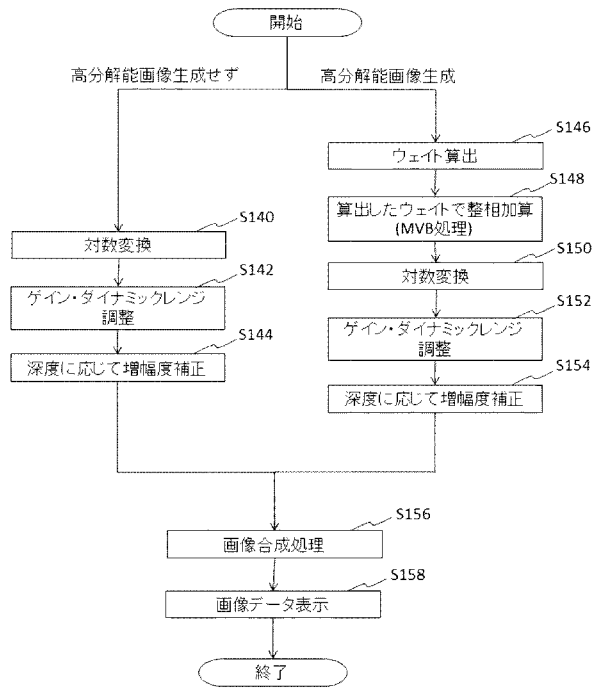 開始
高分解能画像生成せず
高分解能画像生成
S146
ウェイト算出
S148
算出したウェイトで整相加算
(MVB処理)
S140
対数変換
S150
対数変換
S142
ゲイン・ダイナミックレンジ
調整
S152
ゲイン・ダイナミックレンジ
調整
S144
深度に応じて増幅度補正
S154
深度に応じて増幅度補正
S156
画像合成処理
S158
画像データ表示
終了